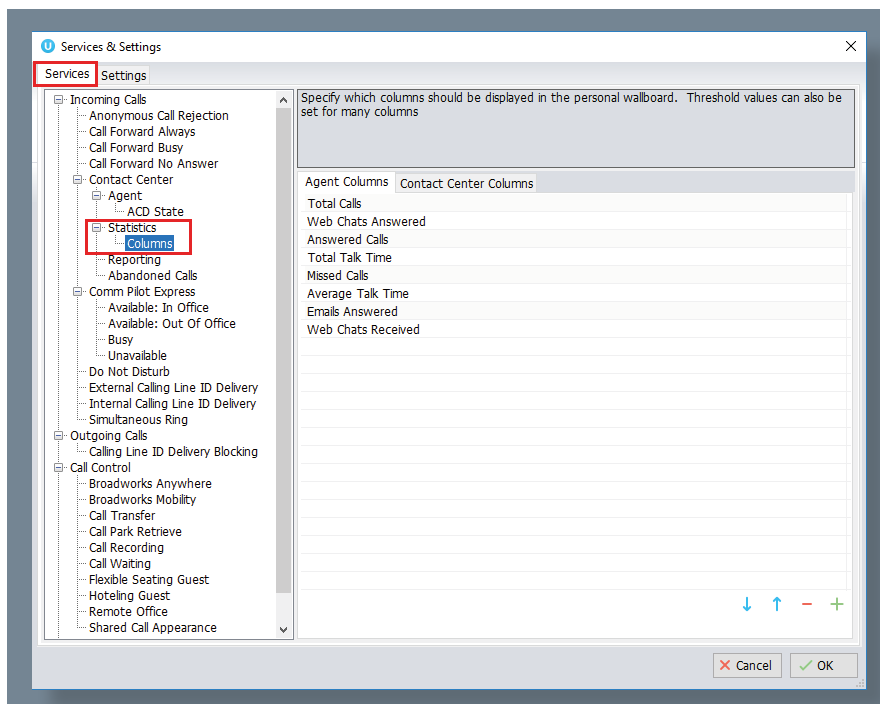 U Services & Settings
Services Settings
Incoming Calls
Anonymous Call Rejection
Call Forward Always
Call Forward Busy
Call Forward No Answer
Contact Center
Agent
ACD State
Statistics
Columns
Reporting
Abandoned Calls
Comm Pilot Express
Available: In Office
Available: Out Of Office
Busy
Unavailable
Do Not Disturb
External Calling Line ID Delivery
Internal Calling Line ID Delivery
Simultaneous Ring
Outgoing Calls
Calling Line ID Delivery Blocking
Call Control
Broadworks Anywhere
Broadworks Mobility
Call Transfer
Call Park Retrieve
Call Recording
Call Waiting
Flexible Seating Guest
Hoteling Guest
Remote Office
Shared Call Appearance
Specify which columns should be displayed in the personal wallboard.  Threshold values can also be
set for many columns
Agent Columns Contact Center Columns
Total Calls
Web Chats Answered
Answered Calls
Total Talk Time
Missed Calls
Average Talk Time
Emails Answered
Web Chats Received
Cancel OK